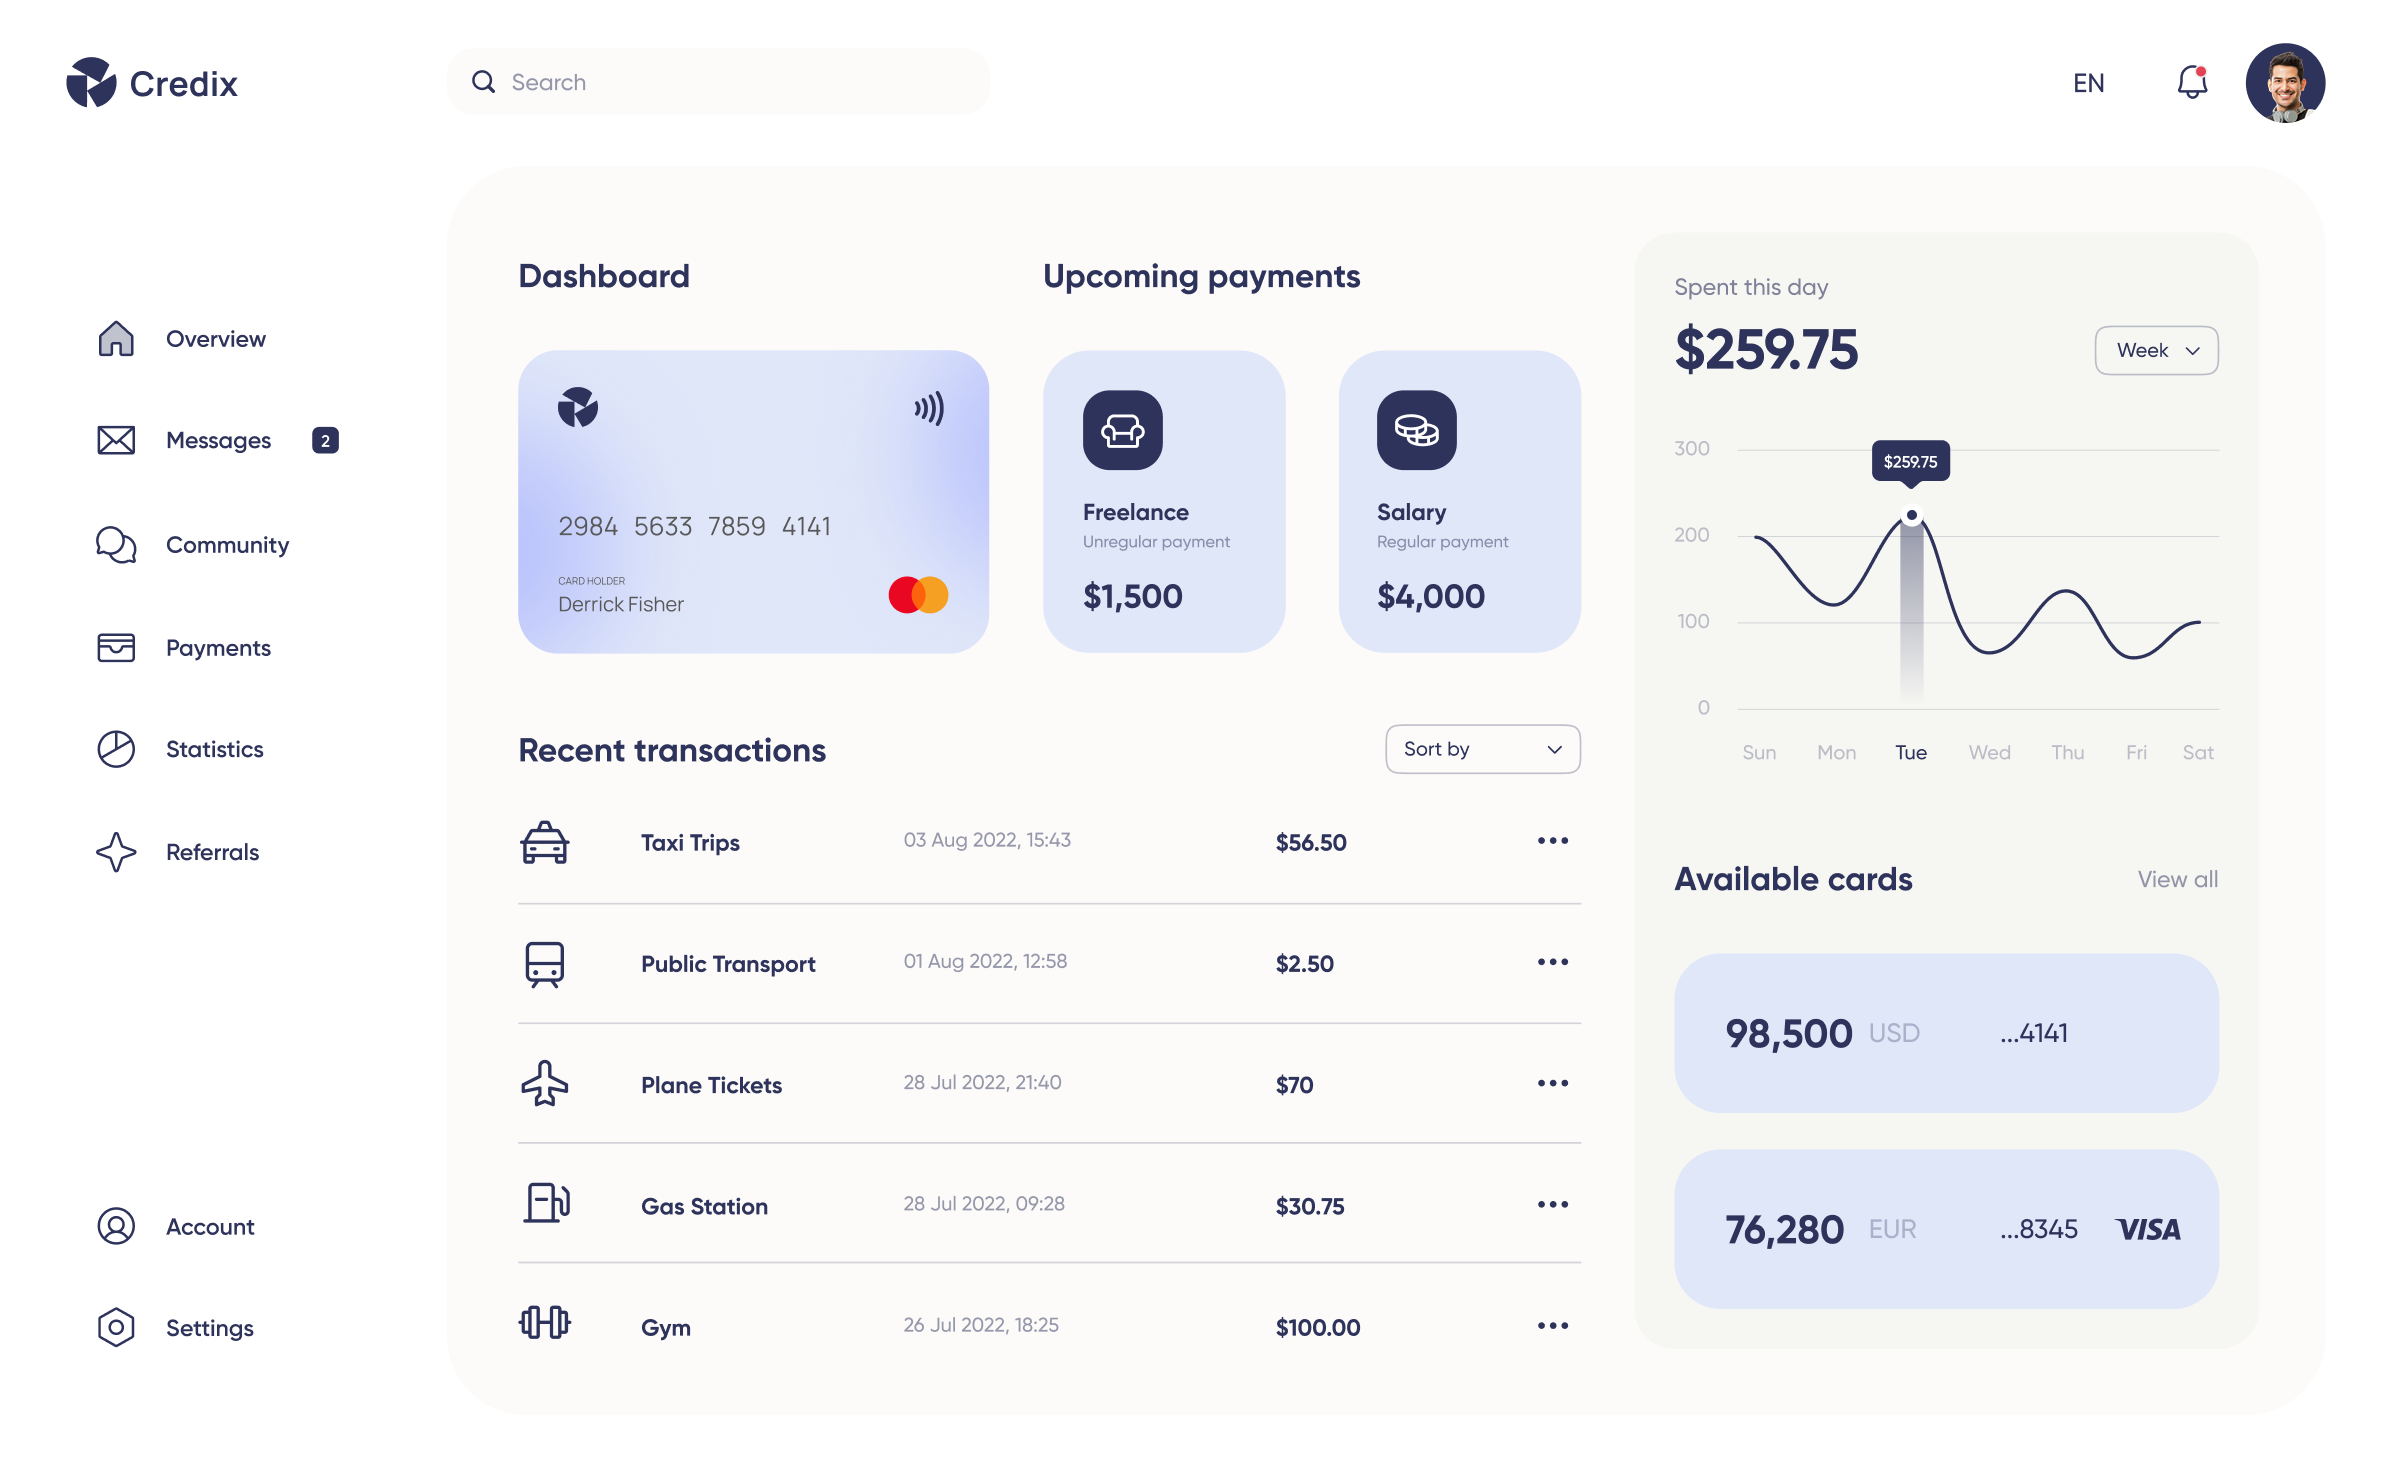 Credix
Search
EN
Overview
Messages 2
Community
Payments
Statistics
Referrals
Account
Settings
Dashboard
2984 5633 7859 4141
CARD HOLDER
Derrick Fisher
Upcoming payments
Freelance
Unregular payment
$1,500
Salary
Regular payment
$4,000
Recent transactions
Sort by
Taxi Trips 03 Aug 2022, 15:43 $56.50
Public Transport 01 Aug 2022, 12:58 $2.50
Plane Tickets 28 Jul 2022, 21:40 $70
Gas Station 28 Jul 2022, 09:28 $30.75
Gym 26 Jul 2022, 18:25 $100.00
Spent this day
$259.75
Week
300
$259.75
200
100
0
Sun Mon Tue Wed Thu Fri Sat
Available cards
View all
98,500 USD ...4141
76,280 EUR ...8345 VISA